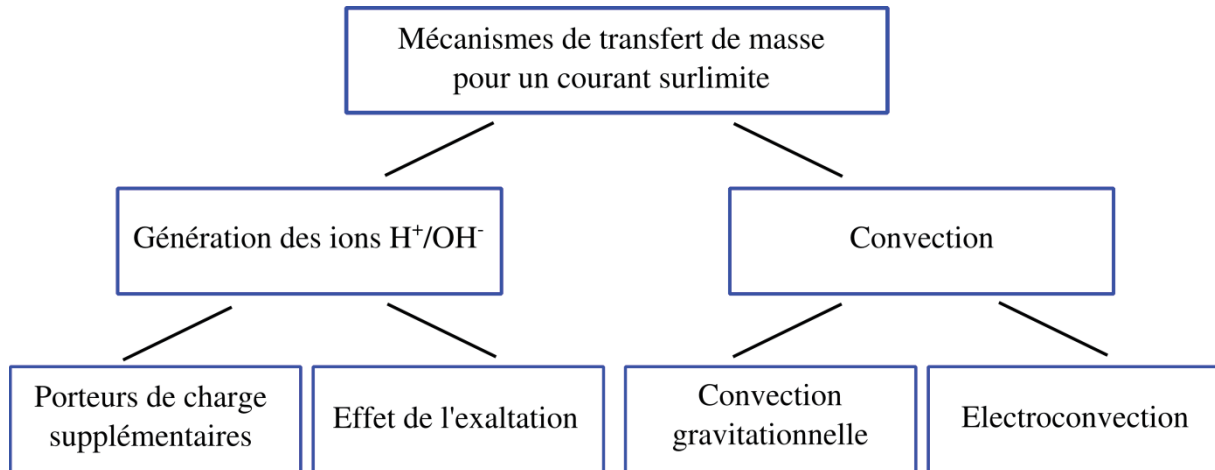 Mécanismes de transfert de masse
pour un courant surlimite
Génération des ions H⁺/OH⁻
Convection
Porteurs de charge
supplémentaires
Effet de l'exaltation
Convection
gravitationnelle
Electroconvection